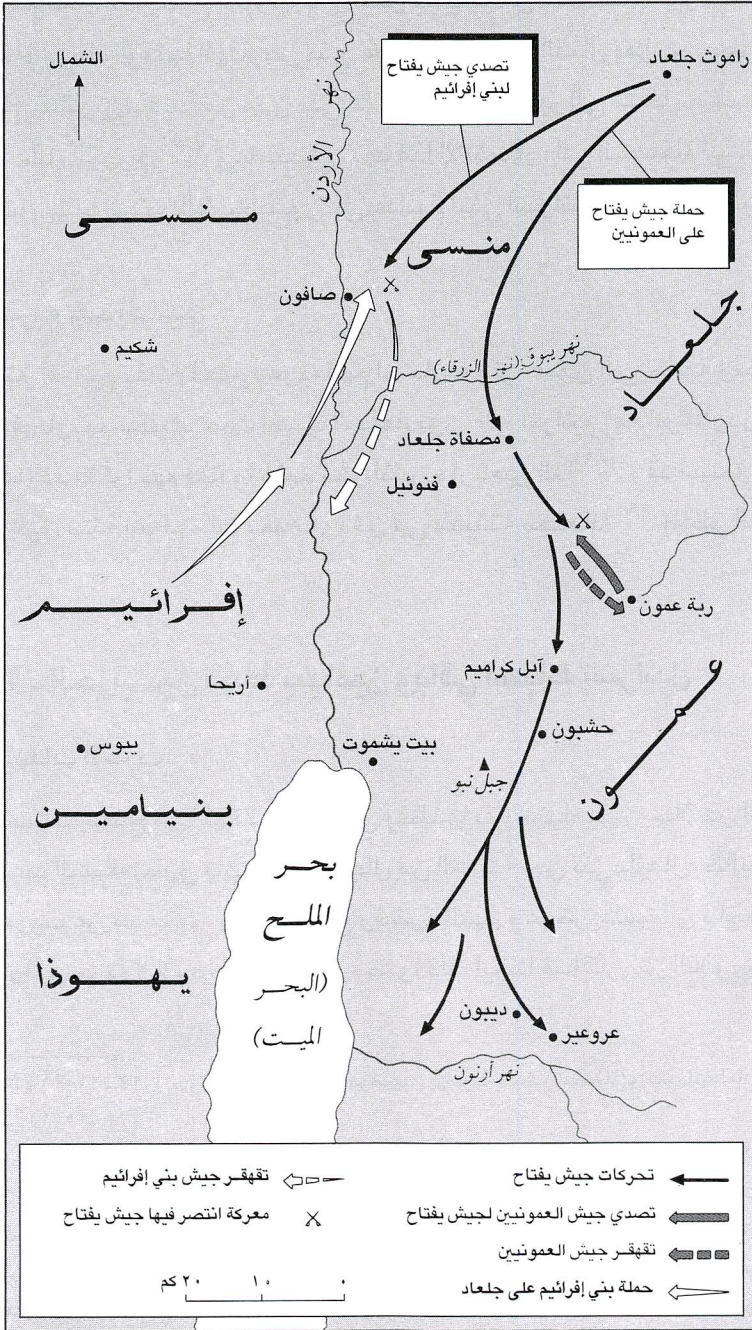 راموث جلعاد
تصدي جيش يفتاح
لبني إفرائيم
الشمال
نهر الأردن
حملة جيش يفتاح
على العمونيين
منسى
منسى
صافون
جلعاد
شكيم
نهر يبوق (نهر الزرقاء)
مصفاة جلعاد
فنوئيل
ربة عمون
إفرائيم
آبل كراميم
أريحا
عمون
حشبون
يبوس
بيت يشموت
جبل نبو
بنيامين
بحر
الملح
(البحر
الميت)
يهوذا
ديبون
عروعير
نهر أرنون
تحركات جيش يفتاح
تصدي جيش العمونيين لجيش يفتاح
تقهقر جيش العمونيين
حملة بني إفرائيم على جلعاد
تقهقر جيش بني إفرائيم
معركة انتصر فيها جيش يفتاح
٠ ١٠ ٢٠ كم